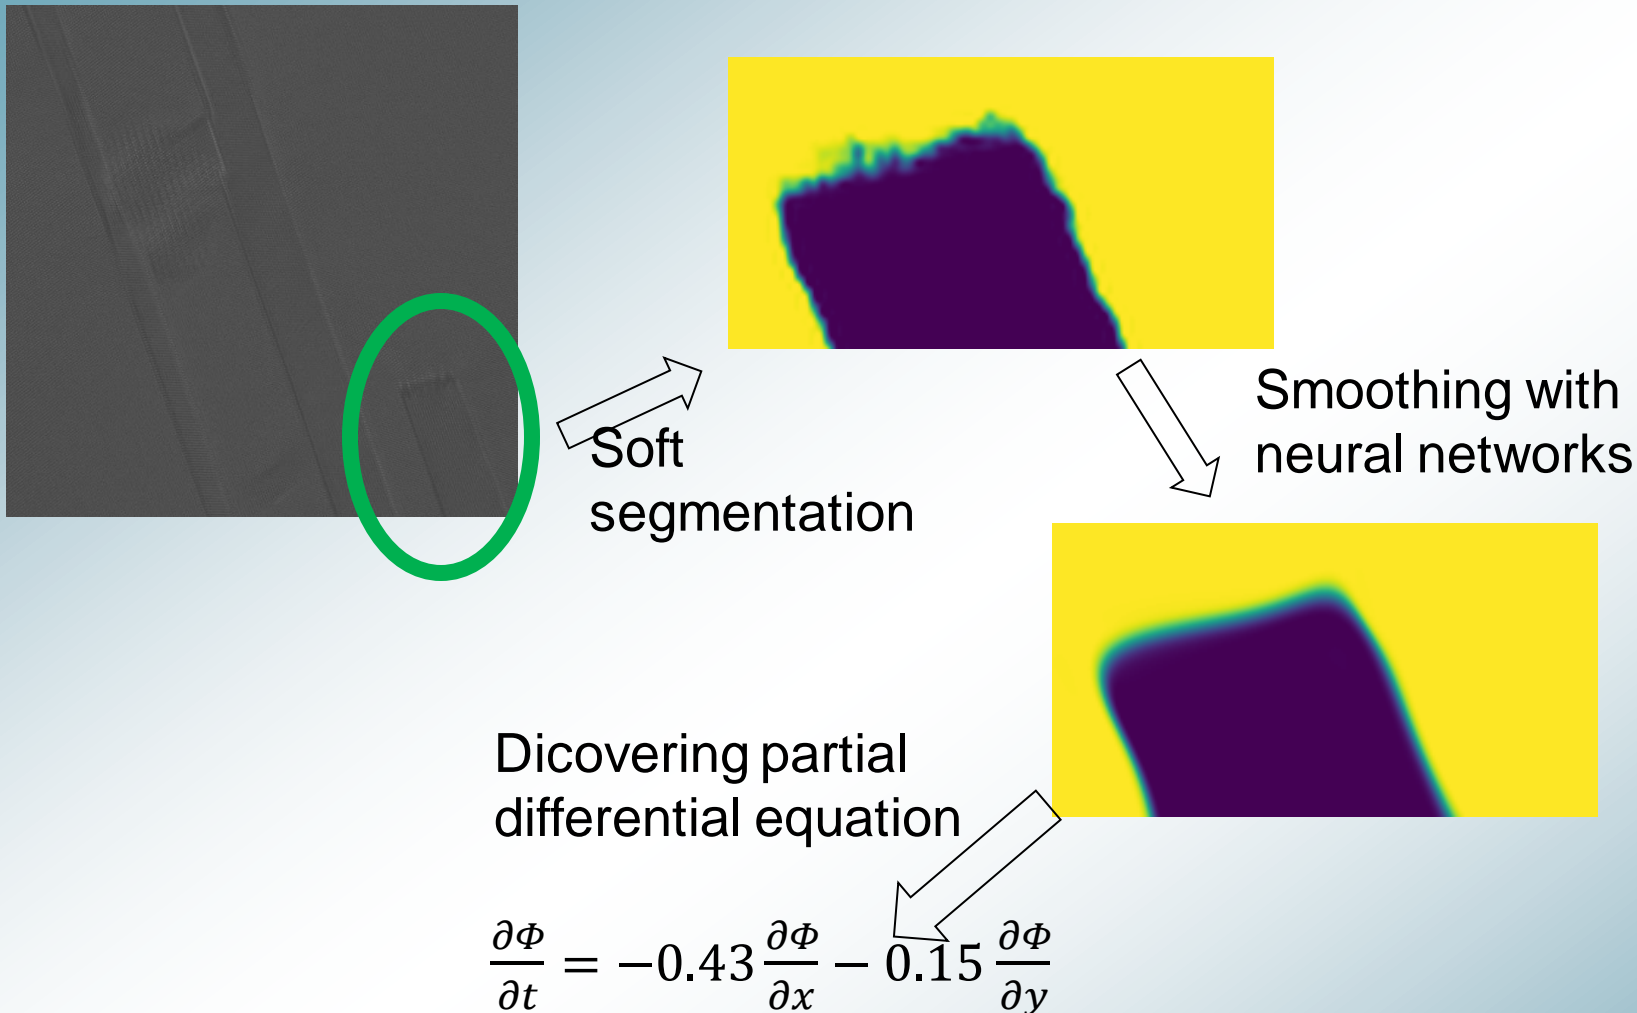 Soft
segmentation
Smoothing with
neural networks
Dicovering partial
differential equation
∂Φ/∂t = −0.43 ∂Φ/∂x − 0.15 ∂Φ/∂y